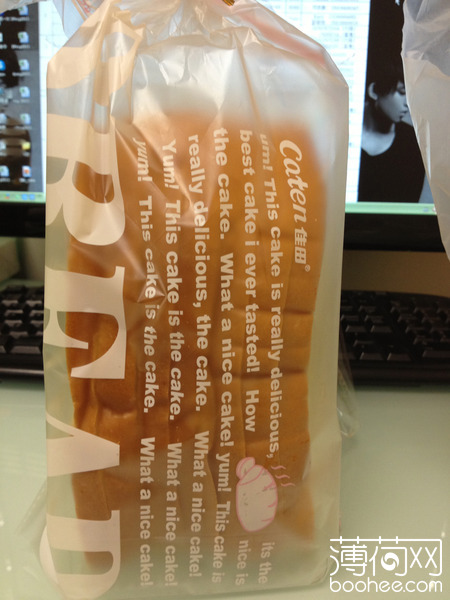 Caten 佳田®
yum! This cake is really delicious, its the
best cake i ever tasted! How nice is
the cake. What a nice cake! yum! This cake is
really delicious, the cake. What a nice cake!
Yum! This cake is the cake. What a nice cake!
yum! This cake is the cake. What a nice cake!
BREAD
薄荷网
boohee.com